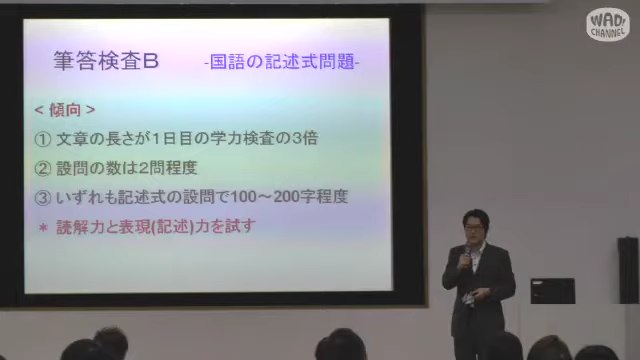 筆答検査B -国語の記述式問題-
< 傾向 >
① 文章の長さが1日目の学力検査の3倍
② 設問の数は2問程度
③ いずれも記述式の設問で100～200字程度
* 読解力と表現(記述)力を試す
WAD!
CHANNEL